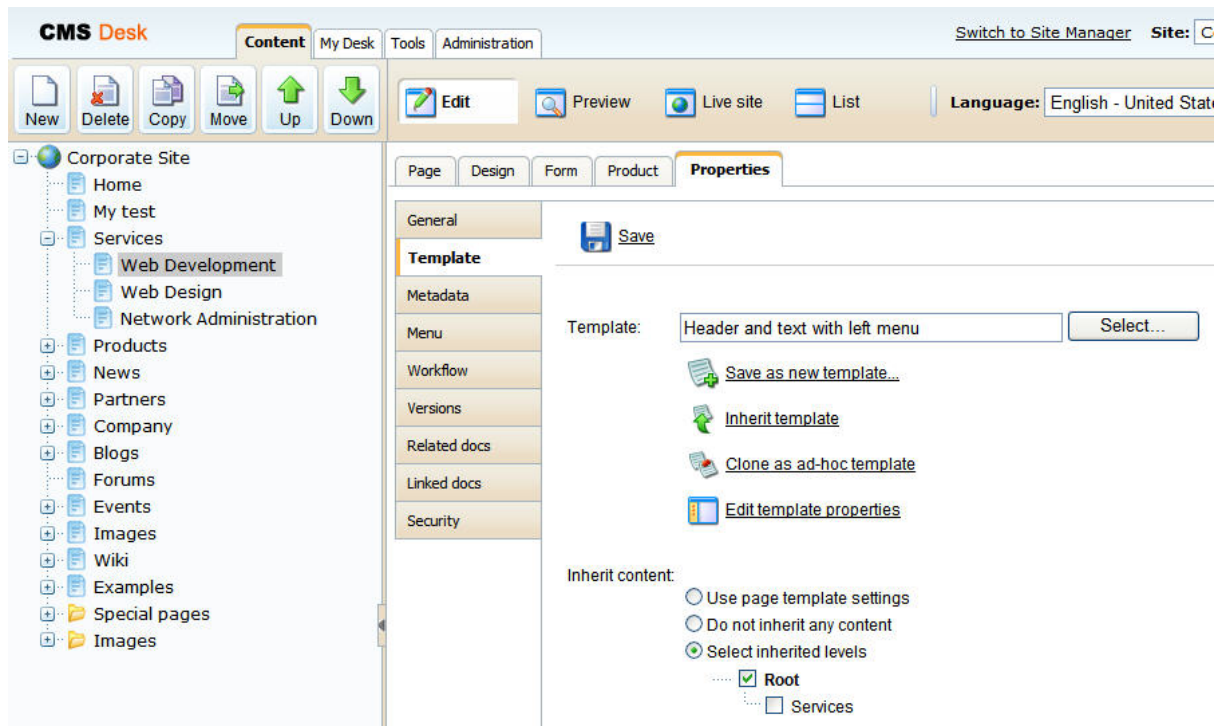 CMS Desk
Content My Desk Tools Administration
Switch to Site Manager Site:
New Delete Copy Move Up Down
Edit Preview Live site List Language: English - United
Corporate Site
Home
My test
Services
Web Development
Web Design
Network Administration
Products
News
Partners
Company
Blogs
Forums
Events
Images
Wiki
Examples
Special pages
Images
Page Design Form Product Properties
General
Template
Metadata
Menu
Workflow
Versions
Related docs
Linked docs
Security
Save
Template: Header and text with left menu Select...
Save as new template...
Inherit template
Clone as ad-hoc template
Edit template properties
Inherit content:
Use page template settings
Do not inherit any content
Select inherited levels
Root
Services